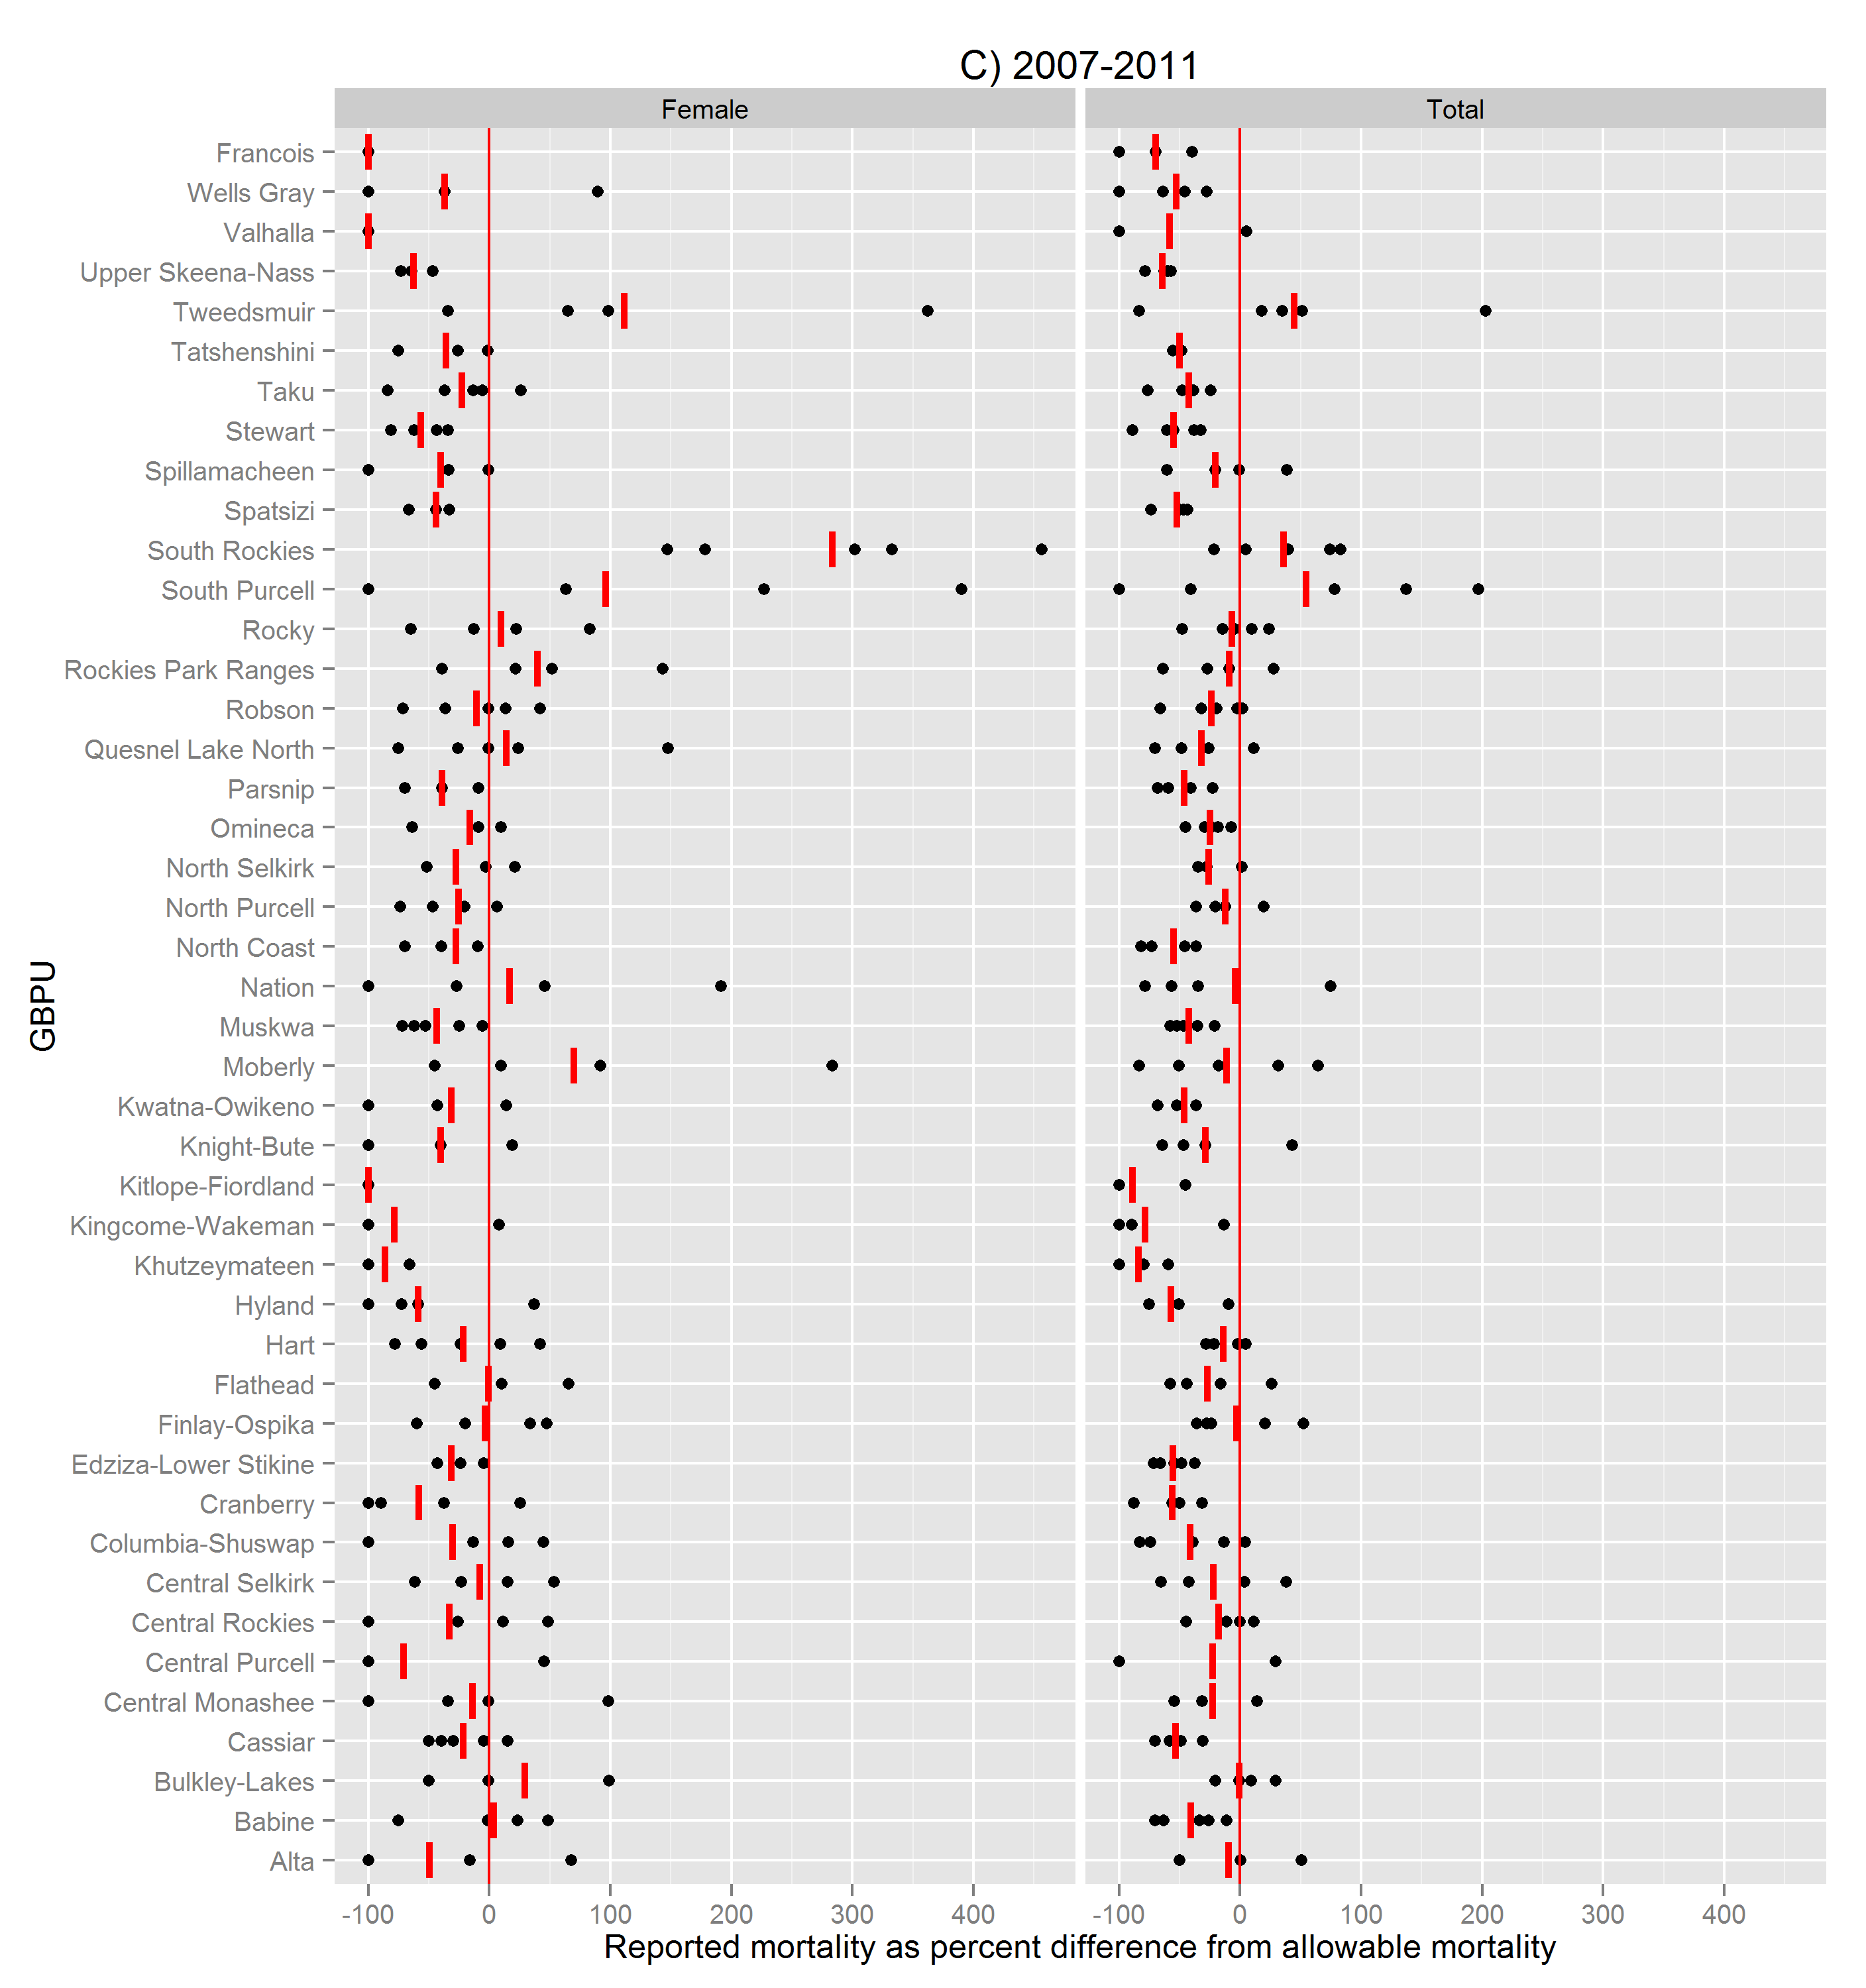 C) 2007-2011
Female
Total
Francois
Wells Gray
Valhalla
Upper Skeena-Nass
Tweedsmuir
Tatshenshini
Taku
Stewart
Spillamacheen
Spatsizi
South Rockies
South Purcell
Rocky
Rockies Park Ranges
Robson
Quesnel Lake North
Parsnip
Omineca
North Selkirk
North Purcell
North Coast
Nation
Muskwa
Moberly
Kwatna-Owikeno
Knight-Bute
Kitlope-Fiordland
Kingcome-Wakeman
Khutzeymateen
Hyland
Hart
Flathead
Finlay-Ospika
Edziza-Lower Stikine
Cranberry
Columbia-Shuswap
Central Selkirk
Central Rockies
Central Purcell
Central Monashee
Cassiar
Bulkley-Lakes
Babine
Alta
GBPU
-100 0 100 200 300 400
-100 0 100 200 300 400
Reported mortality as percent difference from allowable mortality